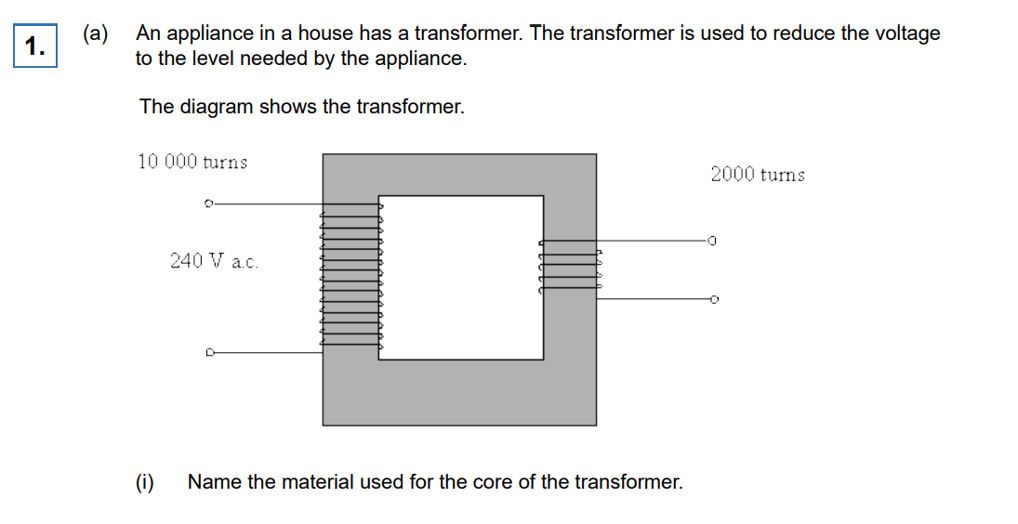 1.
(a) An appliance in a house has a transformer. The transformer is used to reduce the voltage
to the level needed by the appliance.
The diagram shows the transformer.
10 000 turns
2000 turns
240 V a.c.
(i) Name the material used for the core of the transformer.